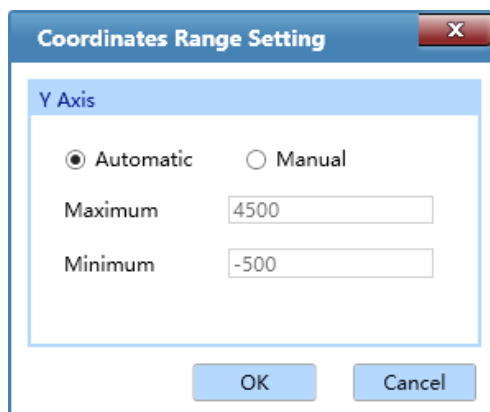 Coordinates Range Setting x
Y Axis
Automatic Manual
Maximum 4500
Minimum -500
OK Cancel